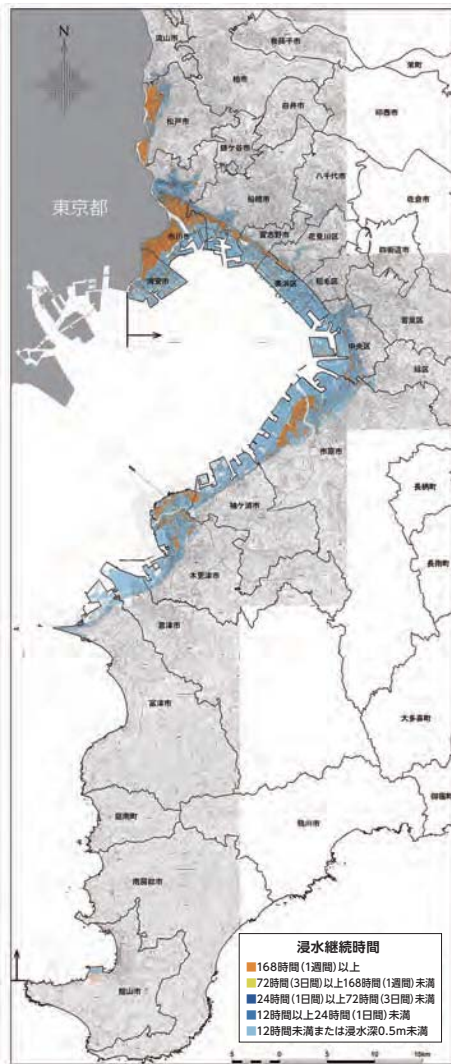 N
流山市
我孫子市
栄町
柏市
白井市
印西市
松戸市
鎌ケ谷市
八千代市
船橋市
佐倉市
東京都
市川市
習志野市
花見川区
四街道市
浦安市
美浜区
稲毛区
若葉区
中央区
緑区
市原市
長柄町
袖ケ浦市
長南町
木更津市
君津市
富津市
大多喜町
御宿町
鋸南町
鴨川市
南房総市
館山市
浸水継続時間
168時間(1週間)以上
72時間(3日間)以上168時間(1週間)未満
24時間(1日間)以上72時間(3日間)未満
12時間以上24時間(1日間)未満
12時間未満または浸水深0.5m未満
5 0 5 10km